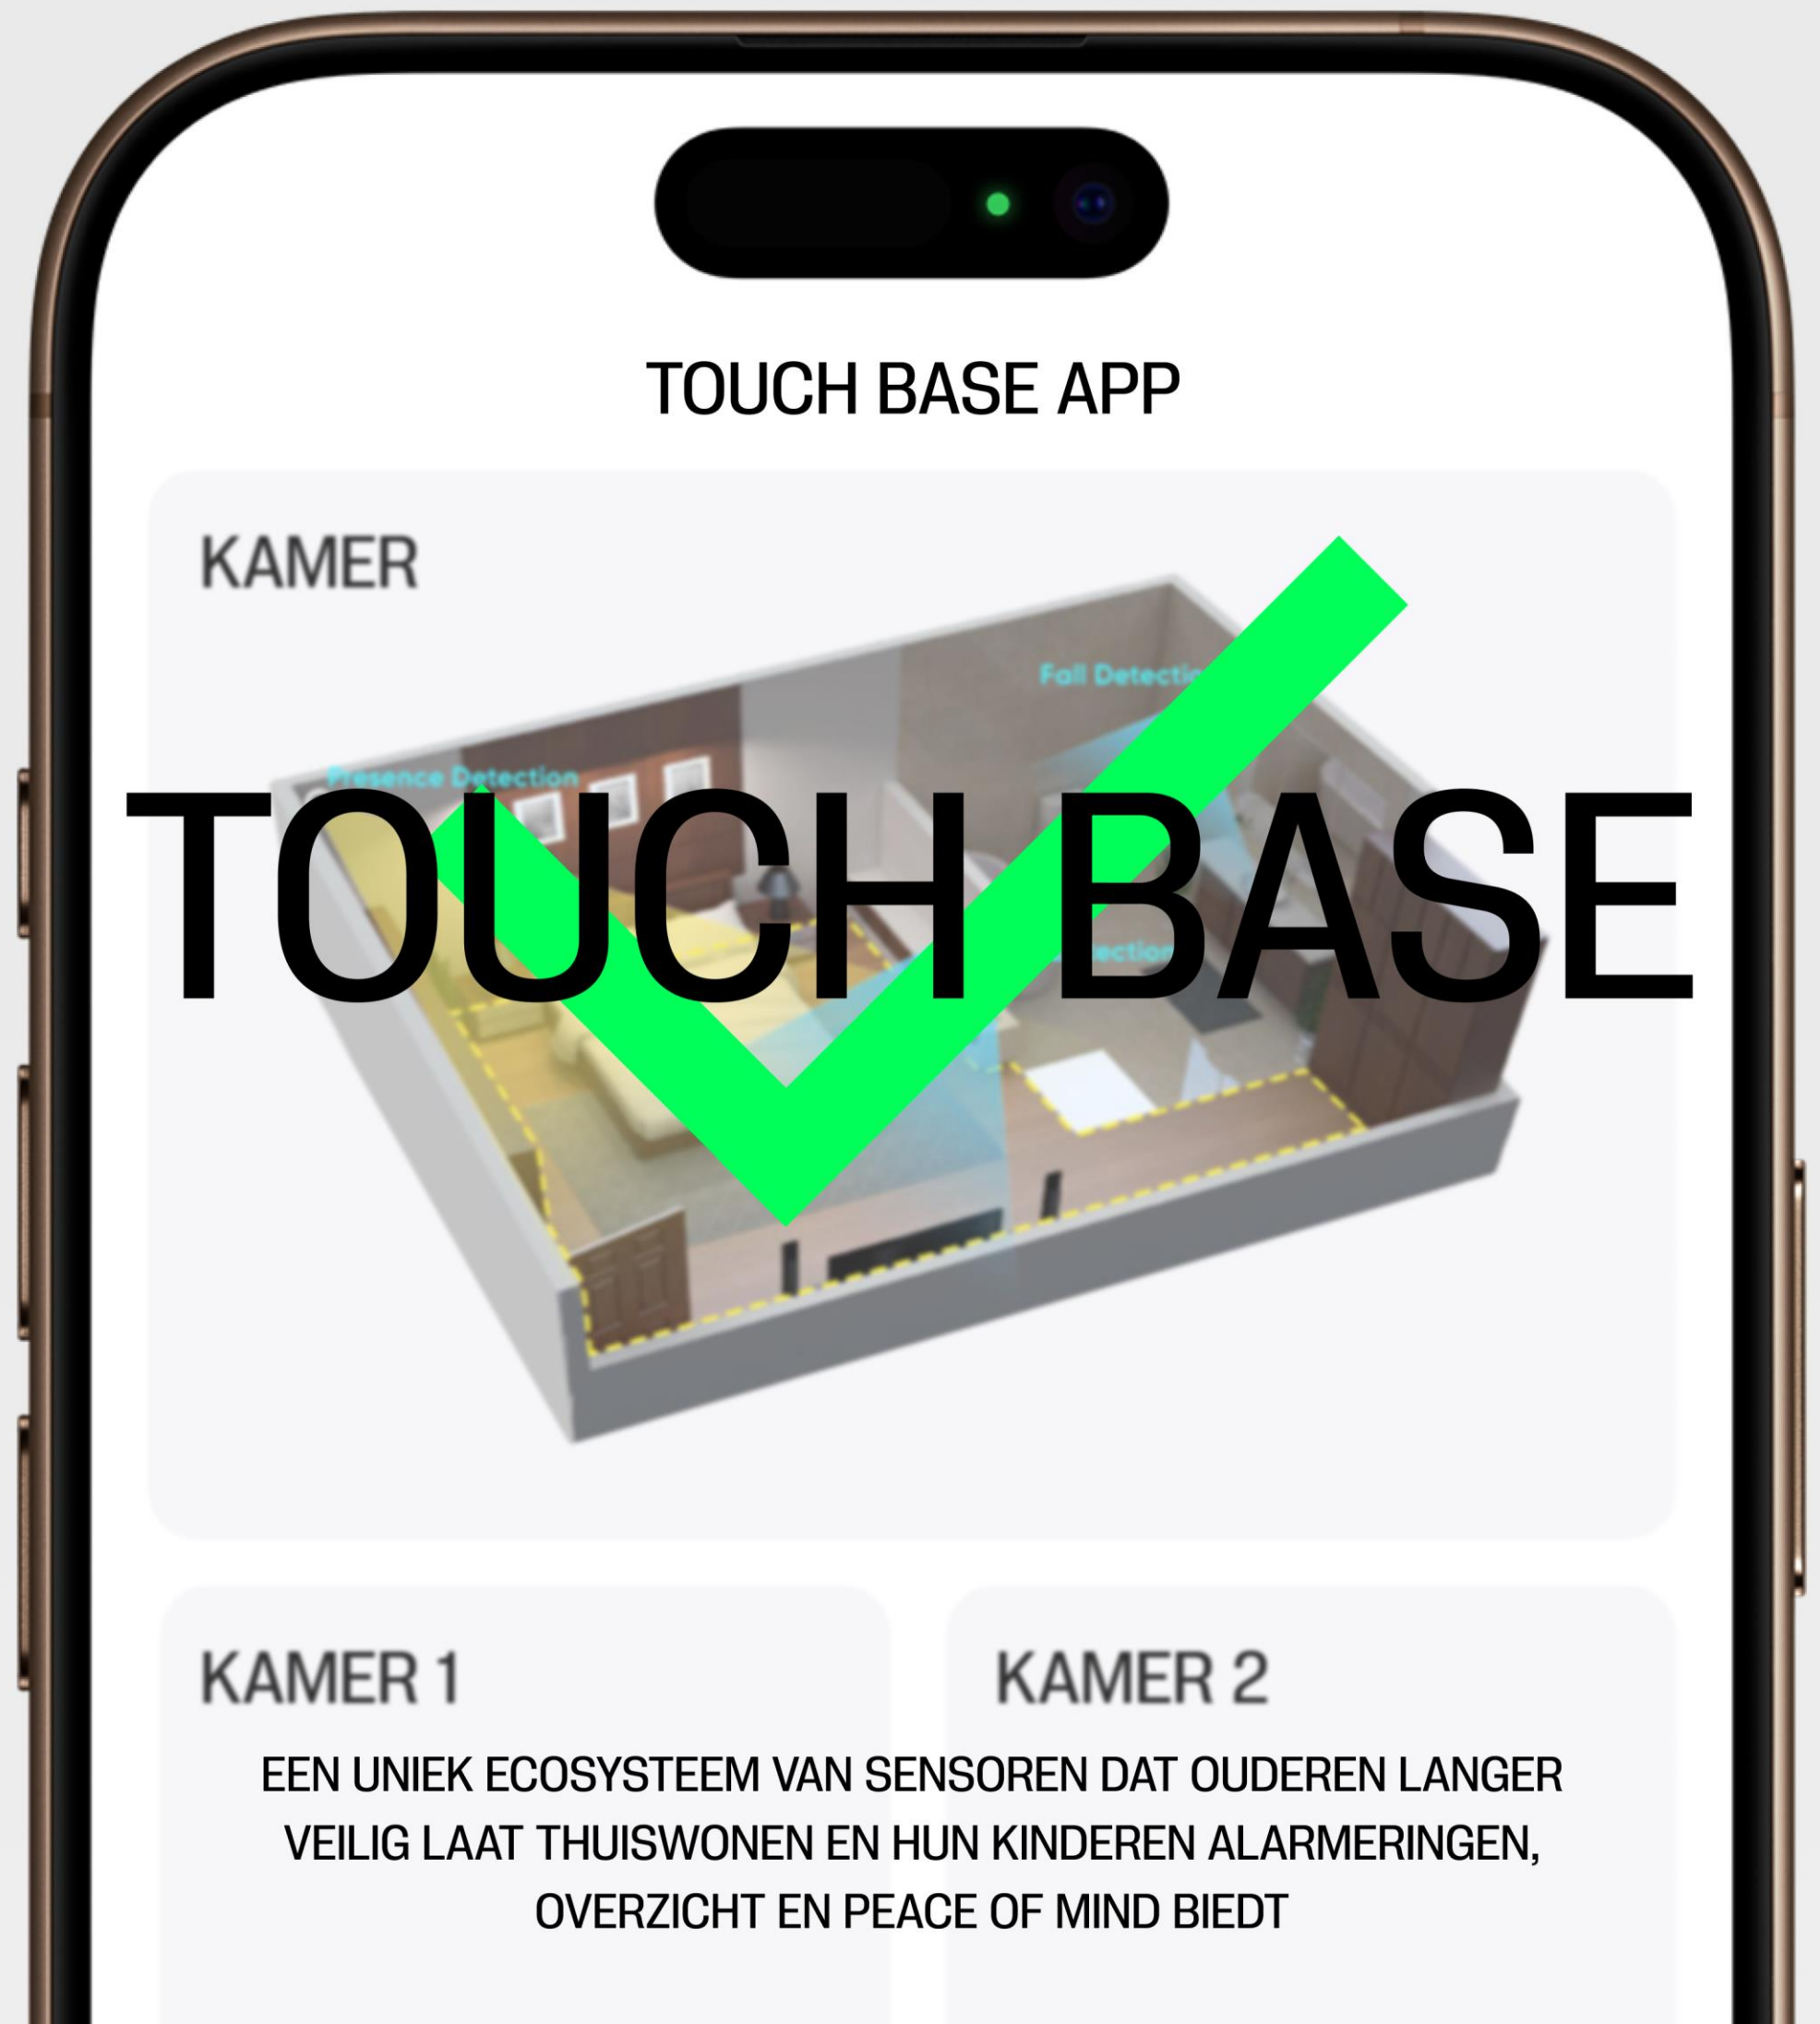 TOUCH BASE APP
KAMER
Fall
Presence Detection
TOUCH BASE
KAMER 1
KAMER 2
EEN UNIEK ECOSYSTEEM VAN SENSOREN DAT OUDEREN LANGER
VEILIG LAAT THUISWONEN EN HUN KINDEREN ALARMERINGEN,
OVERZICHT EN PEACE OF MIND BIEDT